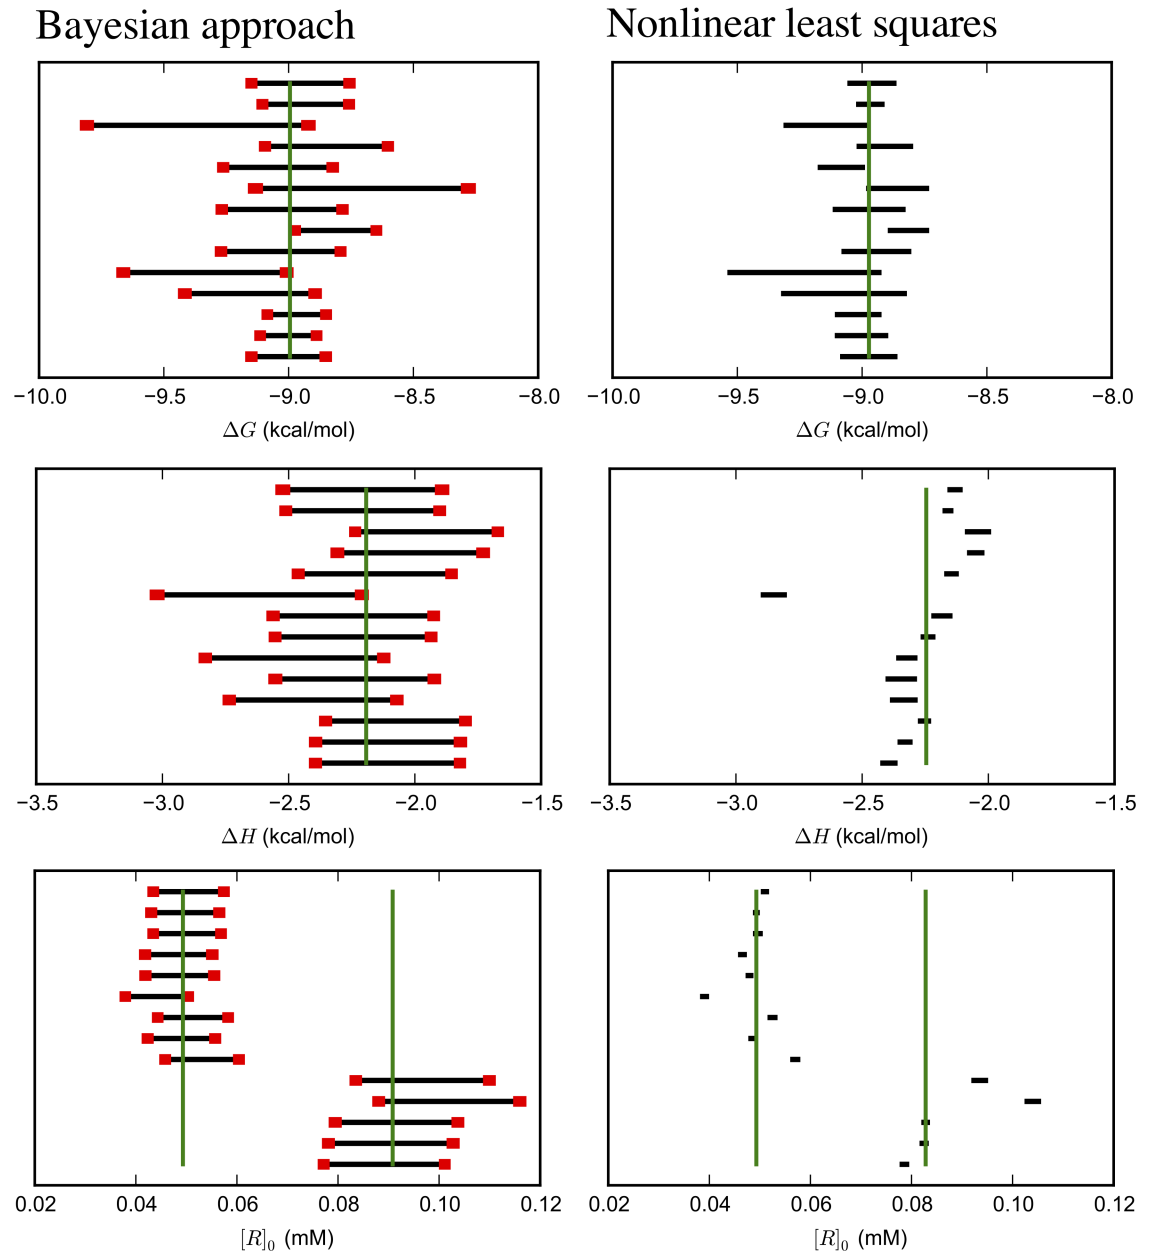 Bayesian approach
Nonlinear least squares
−10.0 −9.5 −9.0 −8.5 −8.0
ΔG (kcal/mol)
−10.0 −9.5 −9.0 −8.5 −8.0
ΔG (kcal/mol)
−3.5 −3.0 −2.5 −2.0 −1.5
ΔH (kcal/mol)
−3.5 −3.0 −2.5 −2.0 −1.5
ΔH (kcal/mol)
0.02 0.04 0.06 0.08 0.10 0.12
[R]₀ (mM)
0.02 0.04 0.06 0.08 0.10 0.12
[R]₀ (mM)